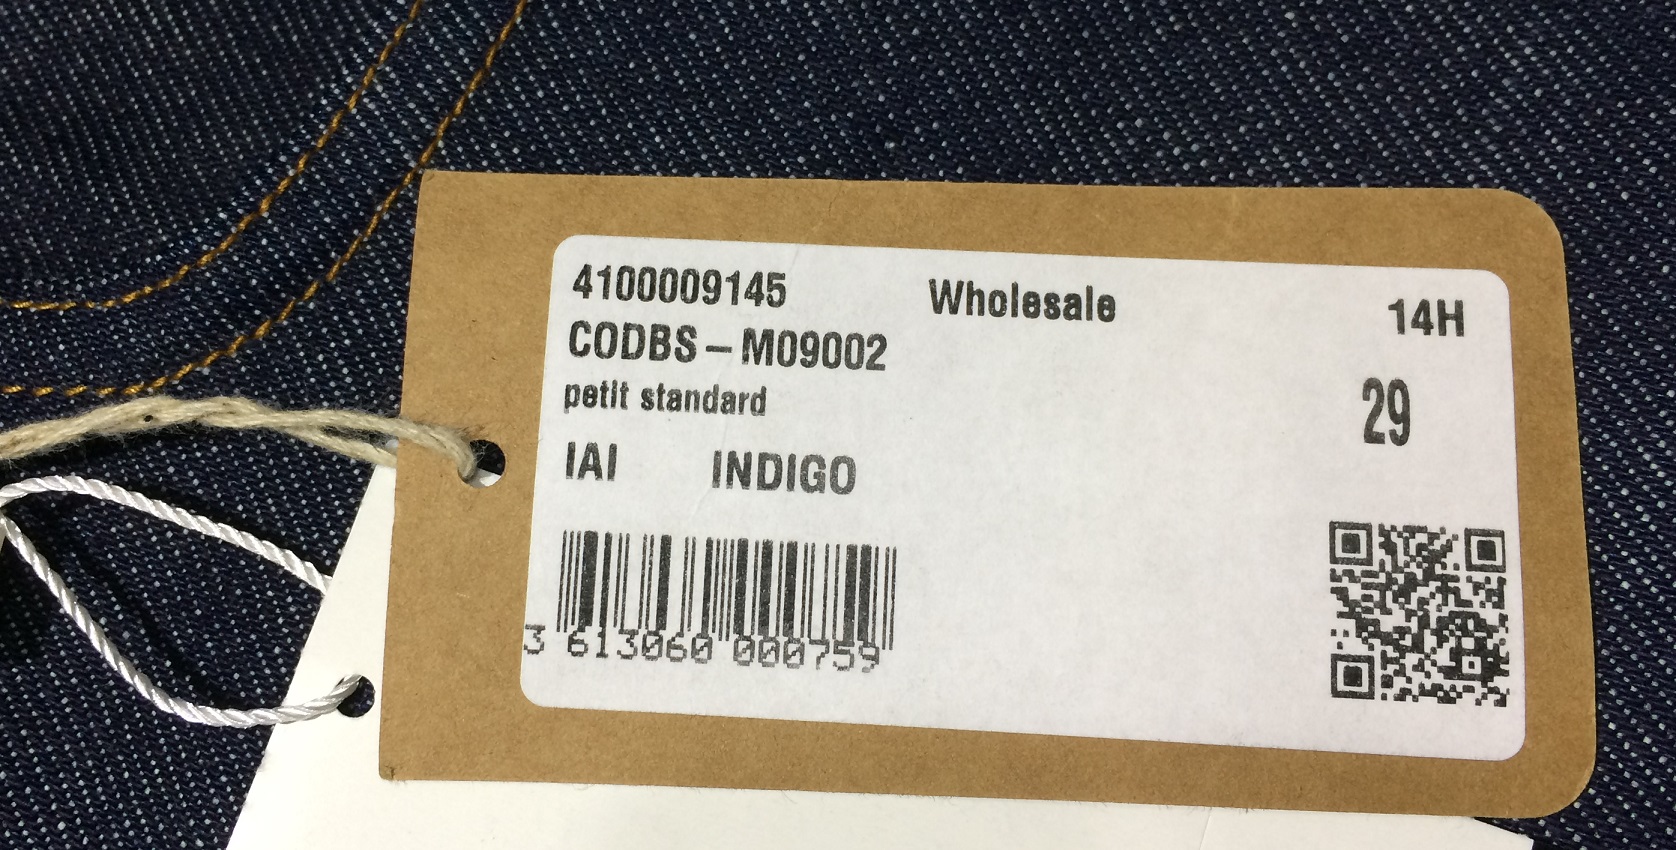 4100009145 Wholesale 14H
CODBS – M09002
petit standard 29
IAI INDIGO
3 613060 000759